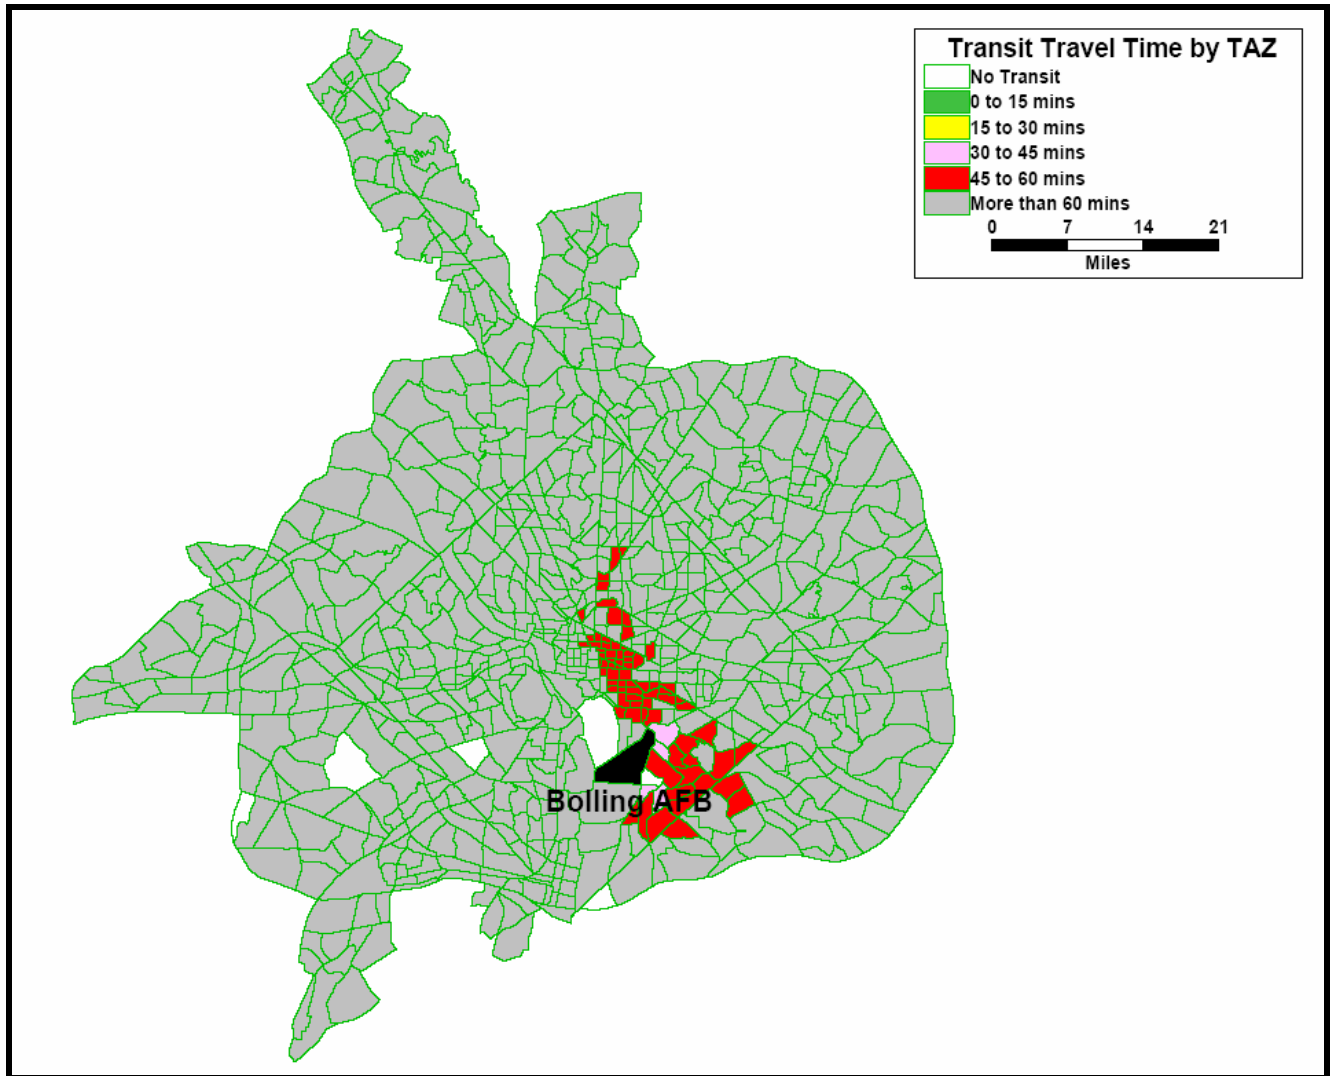 Transit Travel Time by TAZ
No Transit
0 to 15 mins
15 to 30 mins
30 to 45 mins
45 to 60 mins
More than 60 mins
0 7 14 21
Miles
Bolling AFB